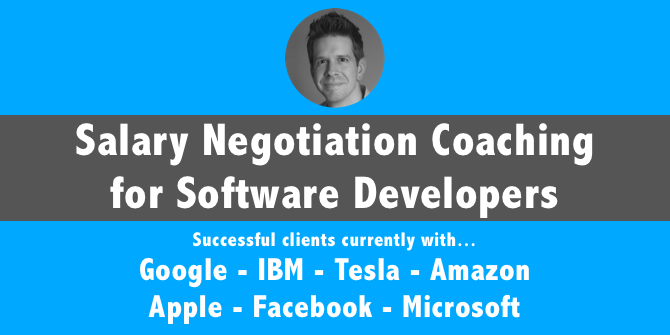 Salary Negotiation Coaching
for Software Developers
Successful clients currently with...
Google - IBM - Tesla - Amazon
Apple - Facebook - Microsoft